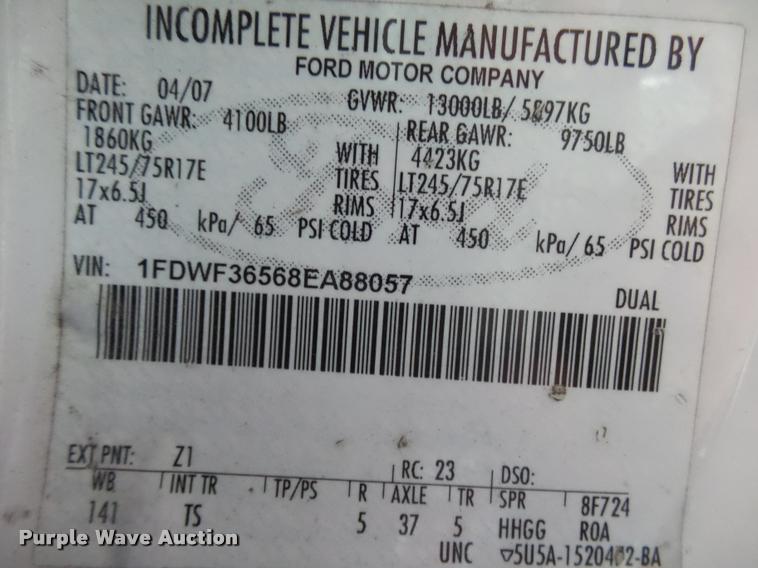 INCOMPLETE VEHICLE MANUFACTURED BY
FORD MOTOR COMPANY
DATE: 04/07 GVWR: 13000LB/ 5897KG
FRONT GAWR: 4100LB REAR GAWR: 9750LB
1860KG WITH 4423KG WITH
LT245/75R17E TIRES LT245/75R17E TIRES
17x6.5J RIMS 17x6.5J RIMS
AT 450 kPa/ 65 PSI COLD AT 450 kPa/ 65 PSI COLD
VIN: 1FDWF36568EA88057
DUAL
EXT PNT: Z1 RC: 23 DSO:
WB INT TR TP/PS R AXLE TR SPR 8F724
141 TS 5 37 5 HHGG ROA
UNC
Purple Wave Auction